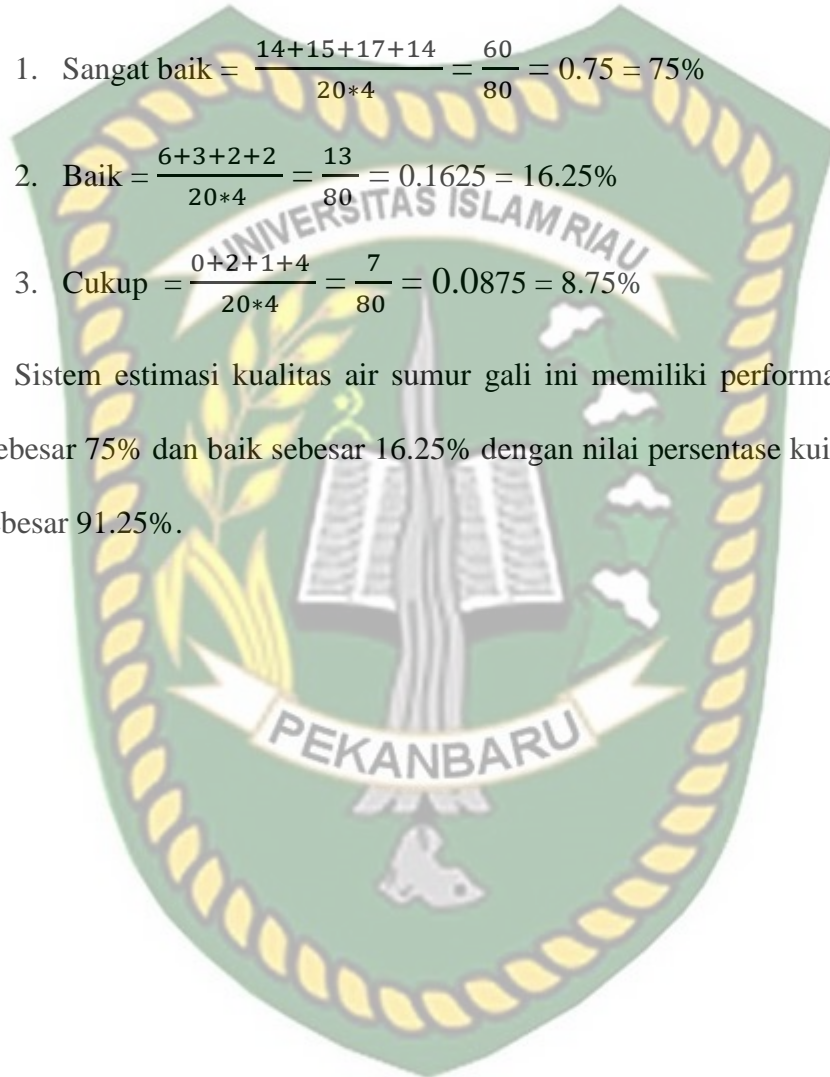 1. Sangat baik = 14+15+17+14 / 20*4 = 60 / 80 = 0.75 = 75%
2. Baik = 6+3+2+2 / 20*4 = 13 / 80 = 0.1625 = 16.25%
UNIVERSITAS ISLAM RIAU
3. Cukup = 0+2+1+4 / 20*4 = 7 / 80 = 0.0875 = 8.75%
Sistem estimasi kualitas air sumur gali ini memiliki performa
ebesar 75% dan baik sebesar 16.25% dengan nilai persentase kui
besar 91.25%.
PEKANBARU